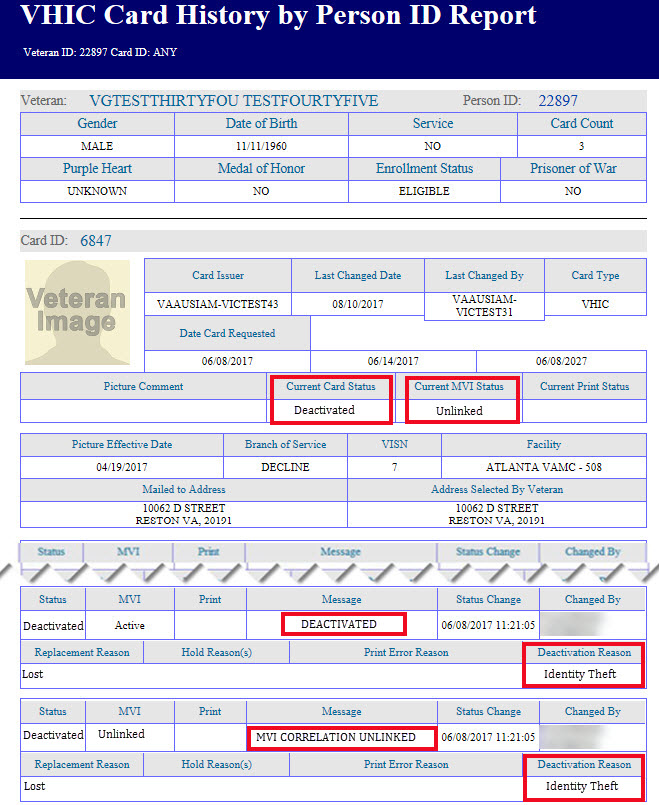 VHIC Card History by Person ID Report
Veteran ID: 22897 Card ID: ANY
Veteran: VGTESTTHIRTYFOU TESTFOURTYFIVE Person ID: 22897
Gender Date of Birth Service Card Count
MALE 11/11/1960 NO 3
Purple Heart Medal of Honor Enrollment Status Prisoner of War
UNKNOWN NO ELIGIBLE NO
Card ID: 6847
Veteran
Image
Card Issuer Last Changed Date Last Changed By Card Type
VAAUSIAM-VICTEST43 08/10/2017 VAAUSIAM-
VICTEST31 VHIC
Date Card Requested
06/08/2017 06/14/2017 06/08/2027
Picture Comment Current Card Status Current MVI Status Current Print Status
Deactivated Unlinked
Picture Effective Date Branch of Service VISN Facility
04/19/2017 DECLINE 7 ATLANTA VAMC - 508
Mailed to Address Address Selected By Veteran
10062 D STREET 10062 D STREET
RESTON VA, 20191 RESTON VA, 20191
Status MVI Print Message Status Change Changed By
Status MVI Print Message Status Change Changed By
Deactivated Active DEACTIVATED 06/08/2017 11:21:05
Replacement Reason Hold Reason(s) Print Error Reason Deactivation Reason
Lost Identity Theft
Status MVI Print Message Status Change Changed By
Deactivated Unlinked MVI CORRELATION UNLINKED 06/08/2017 11:21:05
Replacement Reason Hold Reason(s) Print Error Reason Deactivation Reason
Lost Identity Theft